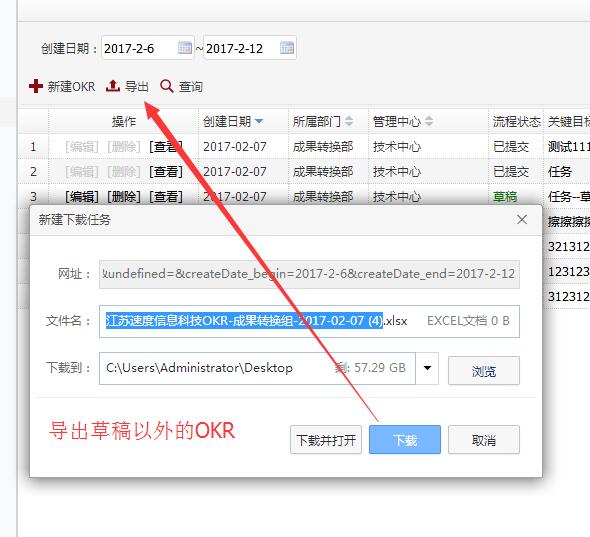 创建日期： 2017-2-6 ~ 2017-2-12
新建OKR 导出 查询
操作 创建日期 所属部门 管理中心 流程状态 关键目标
1 [编辑] [删除] [查看] 2017-02-07 成果转换部 技术中心 已提交 测试111
2 [编辑] [删除] [查看] 2017-02-07 成果转换部 技术中心 已提交 任务
3 [编辑] [删除] [查看] 2017-02-07 成果转换部 技术中心 草稿 任务--草
擦擦擦擦
321312
123123
312312
新建下载任务
网址： &undefined=&createDate_begin=2017-2-6&createDate_end=2017-2-12
文件名： 江苏速度信息科技OKR-成果转换组-2017-02-07 (4).xlsx EXCEL文档 0 B
下载到： C:\Users\Administrator\Desktop 剩: 57.29 GB 浏览
导出草稿以外的OKR
下载并打开 下载 取消